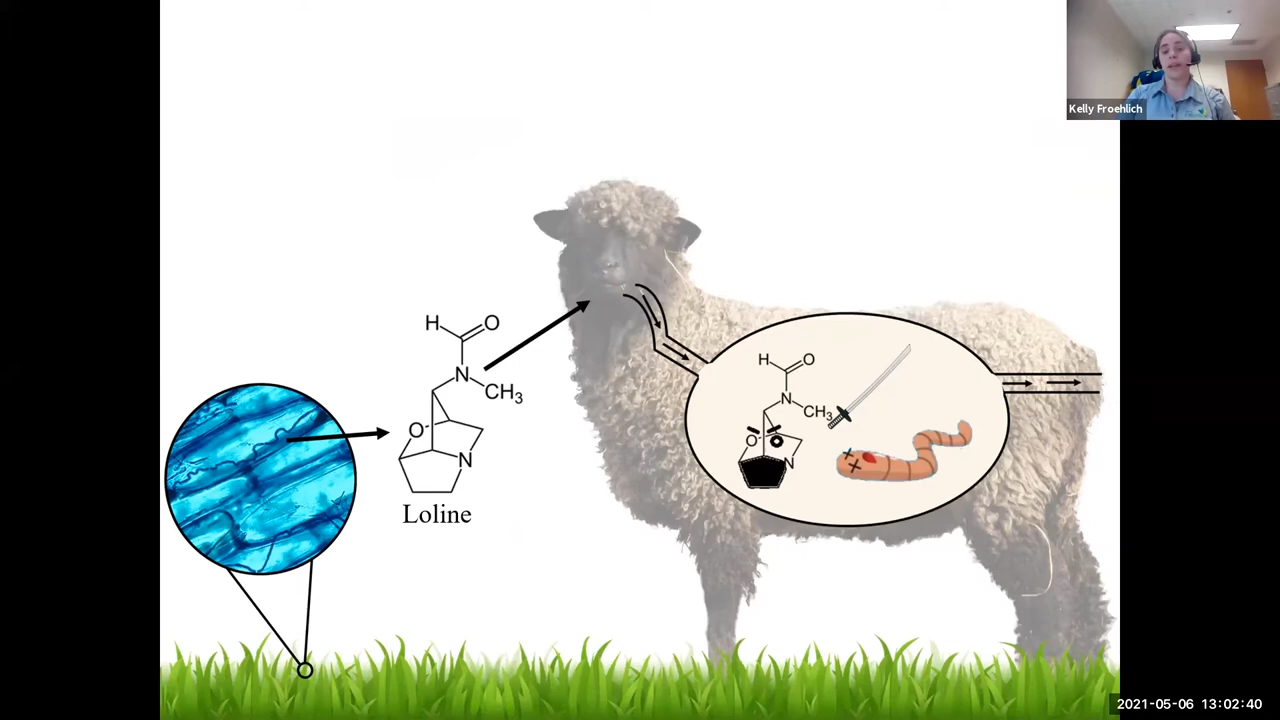 Kelly Froehlich
H O
N
CH3
O
N
Loline
H O
N
CH3
O
N
2021-05-06 13:02:40